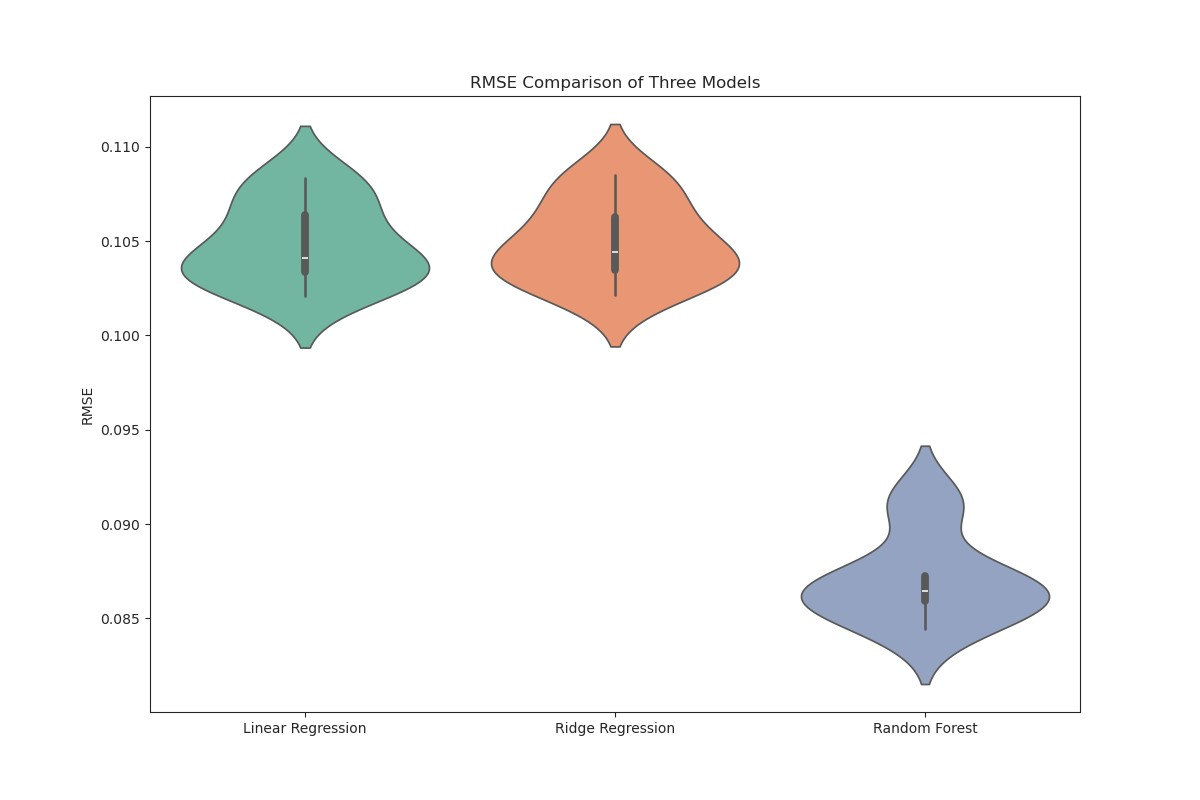 RMSE Comparison of Three Models
0.110
0.105
0.100
0.095
0.090
0.085
RMSE
Linear Regression
Ridge Regression
Random Forest